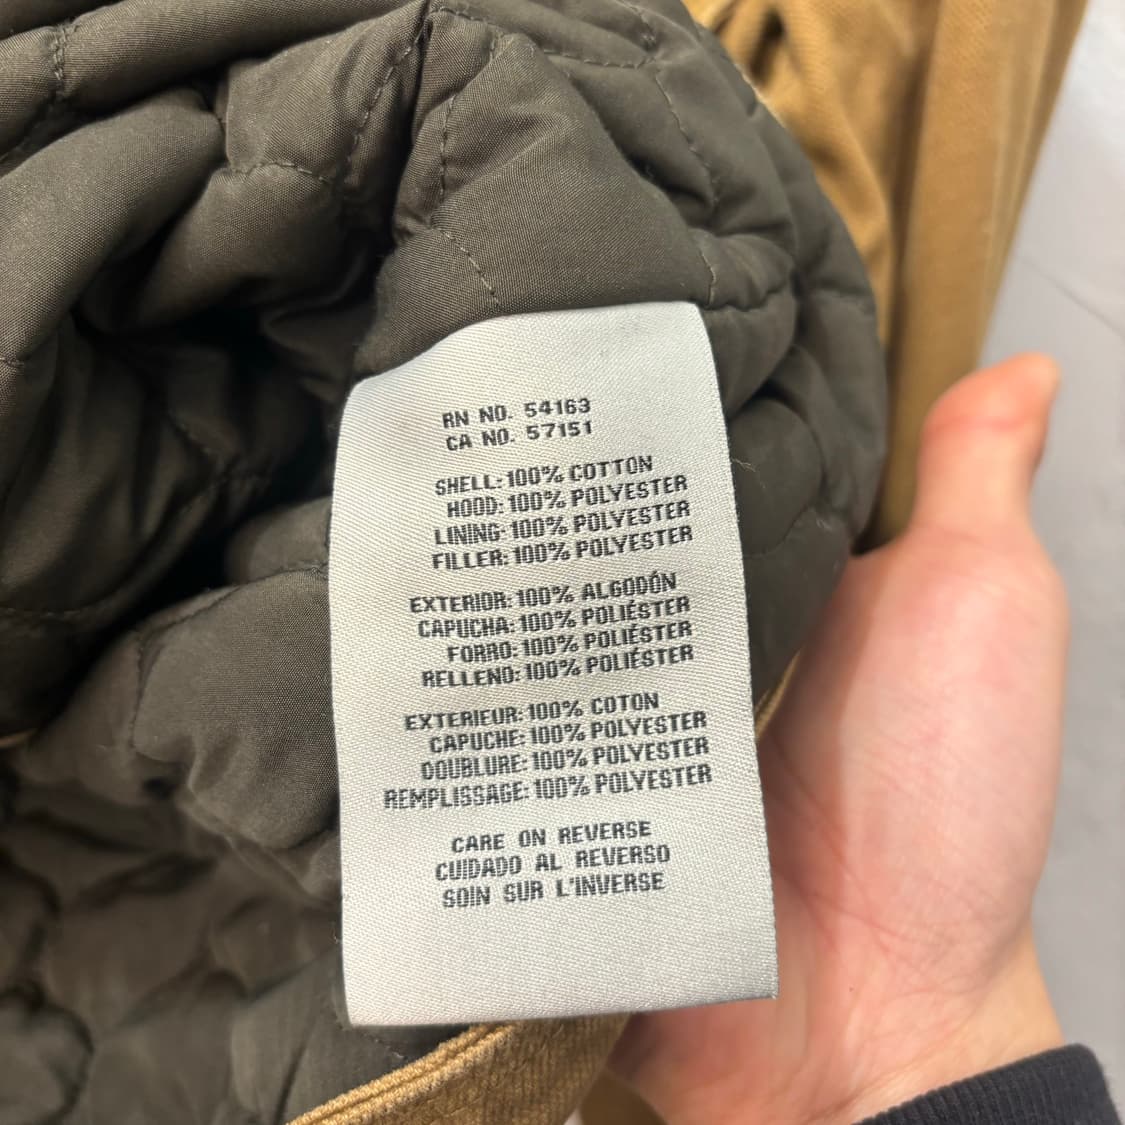 RN NO. 54163
CA NO. 57151
SHELL: 100% COTTON
HOOD: 100% POLYESTER
LINING: 100% POLYESTER
FILLER: 100% POLYESTER
EXTERIOR: 100% ALGODÓN
CAPUCHA: 100% POLIÉSTER
FORRO: 100% POLIÉSTER
RELLENO: 100% POLIÉSTER
EXTERIEUR: 100% COTON
CAPUCHE: 100% POLYESTER
DOUBLURE: 100% POLYESTER
REMPLISSAGE: 100% POLYESTER
CARE ON REVERSE
CUIDADO AL REVERSO
SOIN SUR L'INVERSE